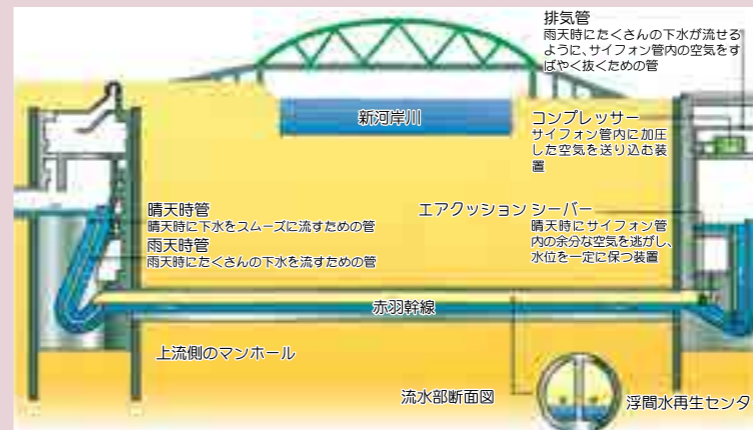 排気管
雨天時にたくさんの下水が流せる
ように、サイフォン管内の空気をす
ばやく抜くための管
新河岸川
コンプレッサー
サイフォン管内に加圧
した空気を送り込む装
置
晴天時管
晴天時に下水をスムーズに流すための管
雨天時管
雨天時にたくさんの下水を流すための管
エアクッション シーバー
晴天時にサイフォン管
内の余分な空気を逃がし、
水位を一定に保つ装置
赤羽幹線
上流側のマンホール
流水部断面図
浮間水再生センタ